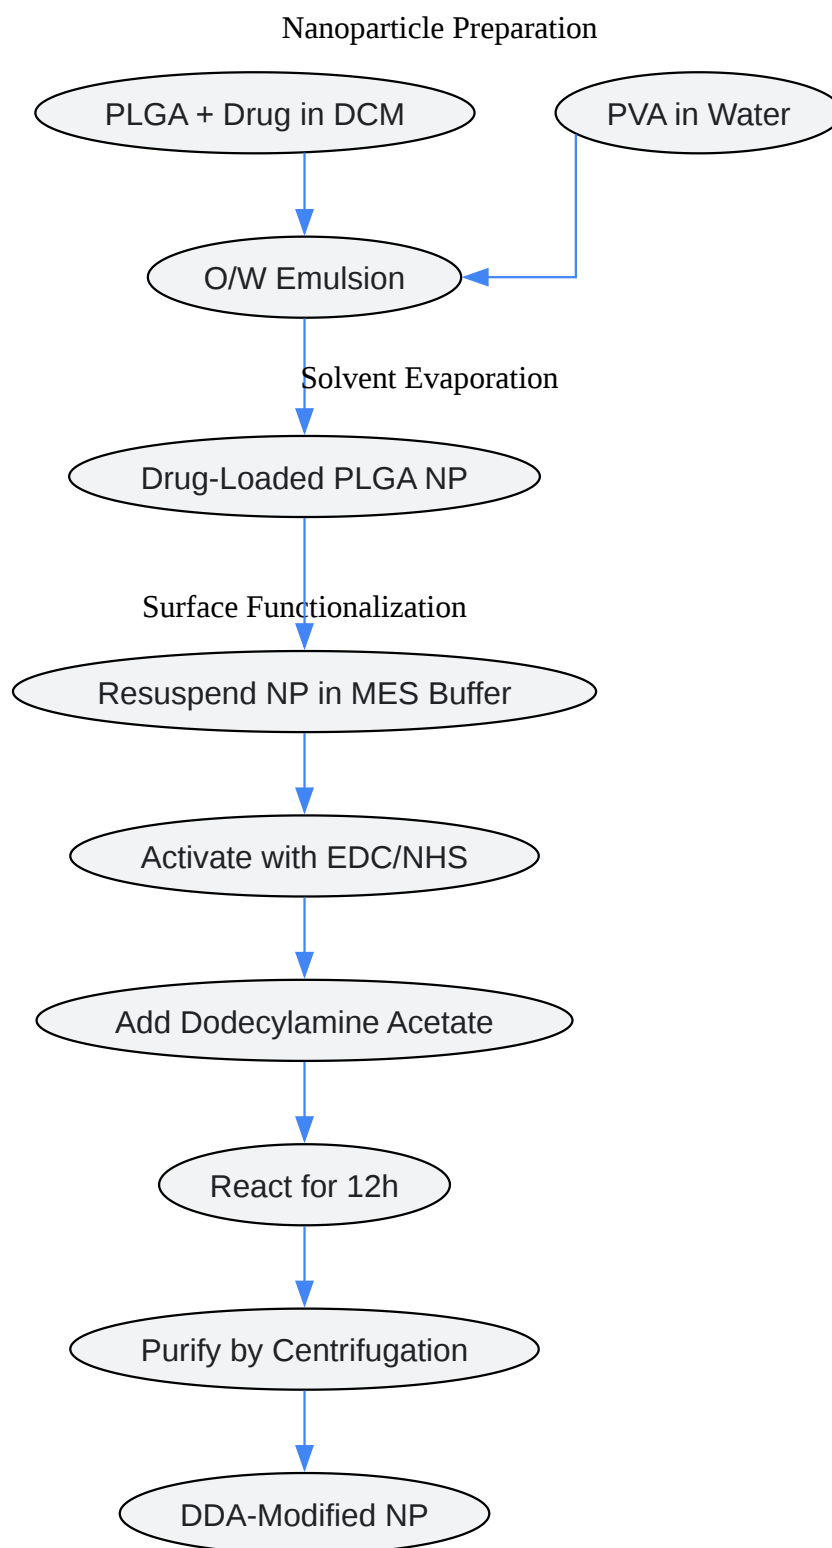 Nanoparticle Preparation
PLGA + Drug in DCM
PVA in Water
O/W Emulsion
Solvent Evaporation
Drug-Loaded PLGA NP
Surface Functionalization
Resuspend NP in MES Buffer
Activate with EDC/NHS
Add Dodecylamine Acetate
React for 12h
Purify by Centrifugation
DDA-Modified NP